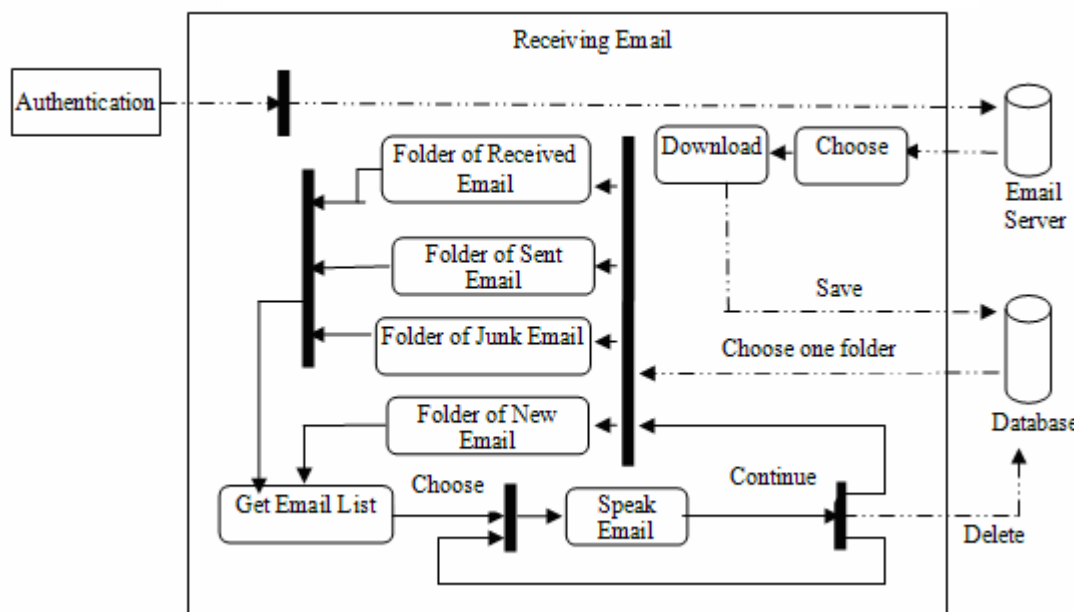 Receiving Email
Authentication
Folder of Received
Email
Download
Choose
Email
Server
Folder of Sent
Email
Save
Folder of Junk Email
Choose one folder
Folder of New
Email
Database
Get Email List
Choose
Speak
Email
Continue
Delete